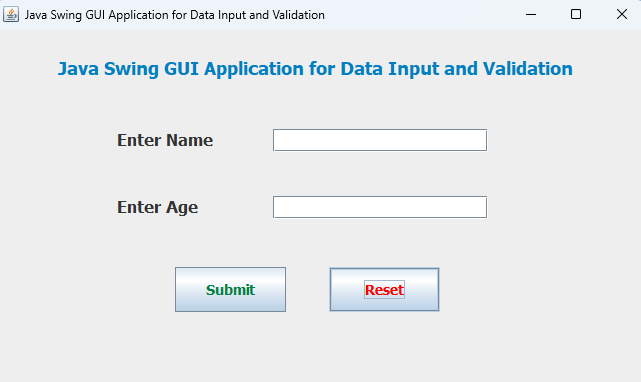 Java Swing GUI Application for Data Input and Validation
Java Swing GUI Application for Data Input and Validation
Enter Name
Enter Age
Submit Reset